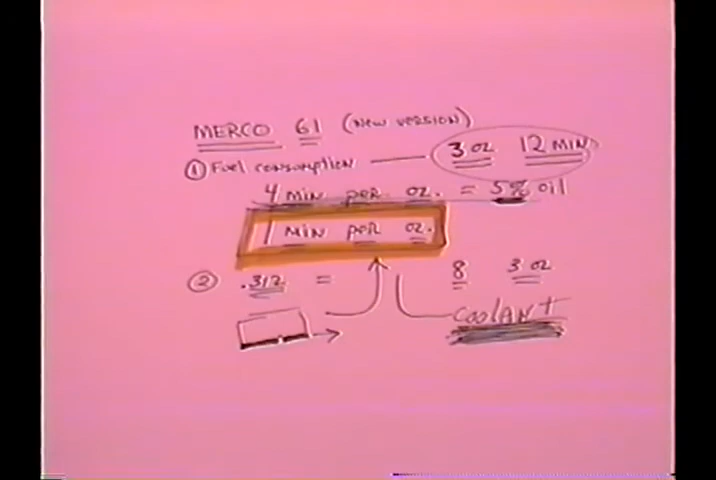 MERCO 61 (NEW VERSION)
3 oz 12 MIN
① Fuel consumption
4 MIN per oz. = 5% oil
1 MIN per oz.
② .312 = 8 3 oz
COOLANT